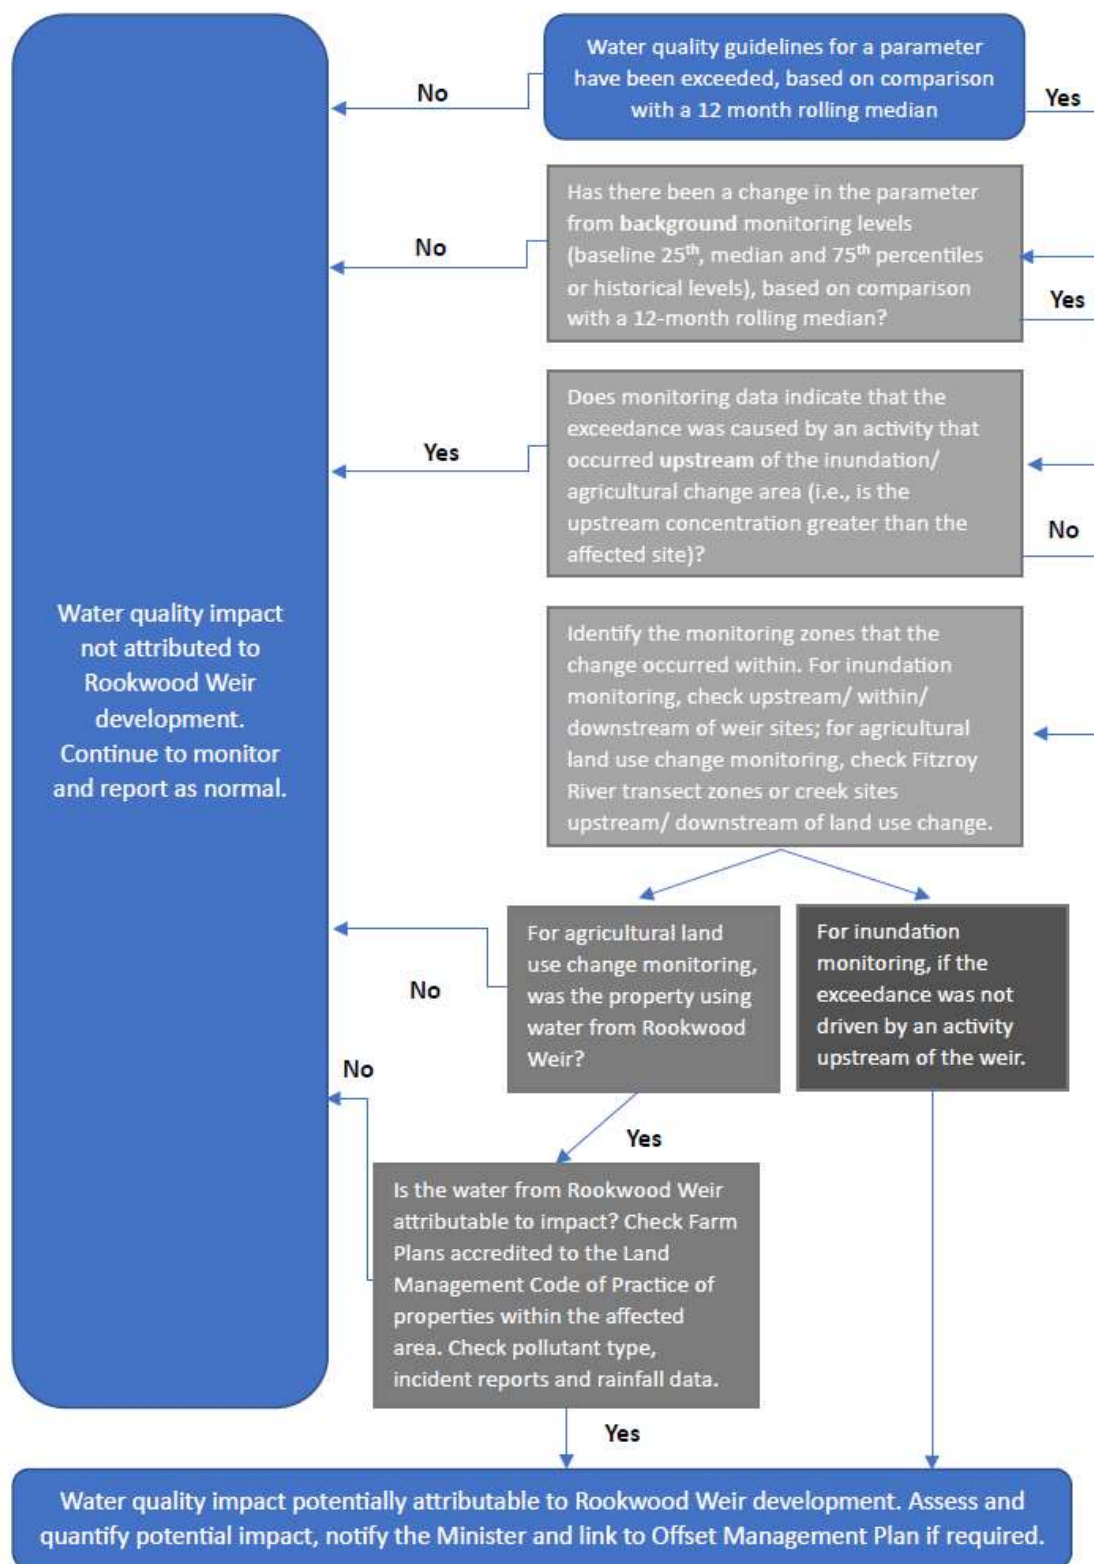 Water quality guidelines for a parameter
have been exceeded, based on comparison
with a 12 month rolling median
No
Yes
Has there been a change in the parameter
from background monitoring levels
(baseline 25th, median and 75th percentiles
or historical levels), based on comparison
with a 12-month rolling median?
No
Yes
Does monitoring data indicate that the
exceedance was caused by an activity that
occurred upstream of the inundation/
agricultural change area (i.e., is the
upstream concentration greater than the
affected site)?
Yes
No
Water quality impact
not attributed to
Rookwood Weir
development.
Continue to monitor
and report as normal.
Identify the monitoring zones that the
change occurred within. For inundation
monitoring, check upstream/ within/
downstream of weir sites; for agricultural
land use change monitoring, check Fitzroy
River transect zones or creek sites
upstream/ downstream of land use change.
For agricultural land
use change monitoring,
was the property using
water from Rookwood
Weir?
No
For inundation
monitoring, if the
exceedance was not
driven by an activity
upstream of the weir.
No
Yes
Is the water from Rookwood Weir
attributable to impact? Check Farm
Plans accredited to the Land
Management Code of Practice of
properties within the affected
area. Check pollutant type,
incident reports and rainfall data.
Yes
Water quality impact potentially attributable to Rookwood Weir development. Assess and
quantify potential impact, notify the Minister and link to Offset Management Plan if required.